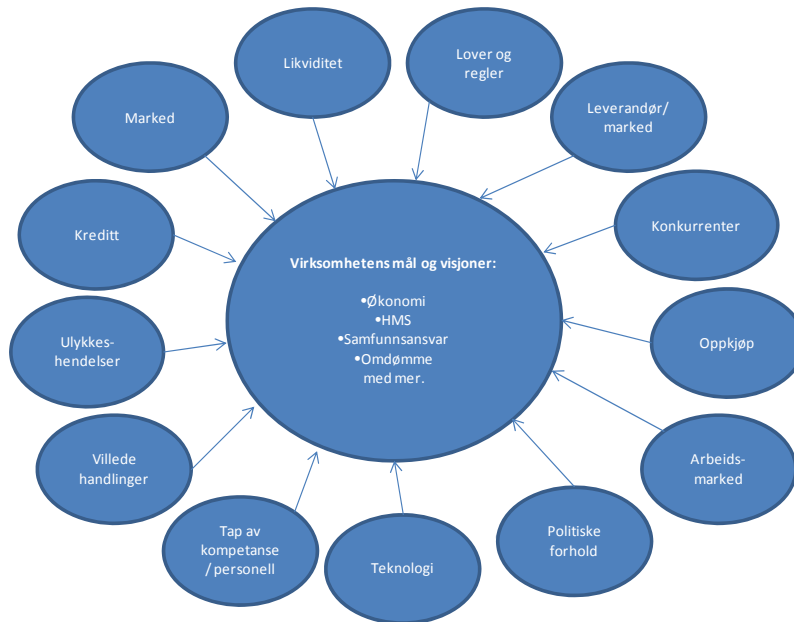 Likviditet
Lover og
regler
Leverandør/
marked
Marked
Konkurrenter
Kreditt
Virksomhetens mål og visjoner:
•Økonomi
•HMS
•Samfunnsansvar
•Omdømme
med mer.
Oppkjøp
Ulykkes-
hendelser
Arbeids-
marked
Villede
handlinger
Politiske
forhold
Tap av
kompetanse
/ personell
Teknologi